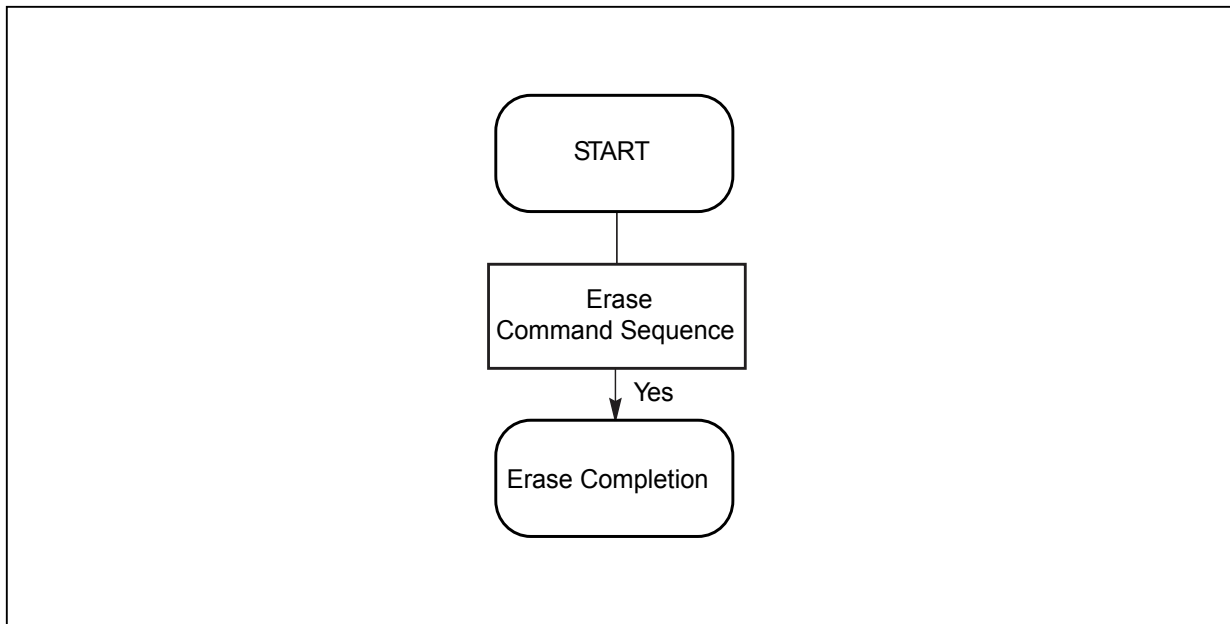 START
Erase
Command Sequence
Yes
Erase Completion